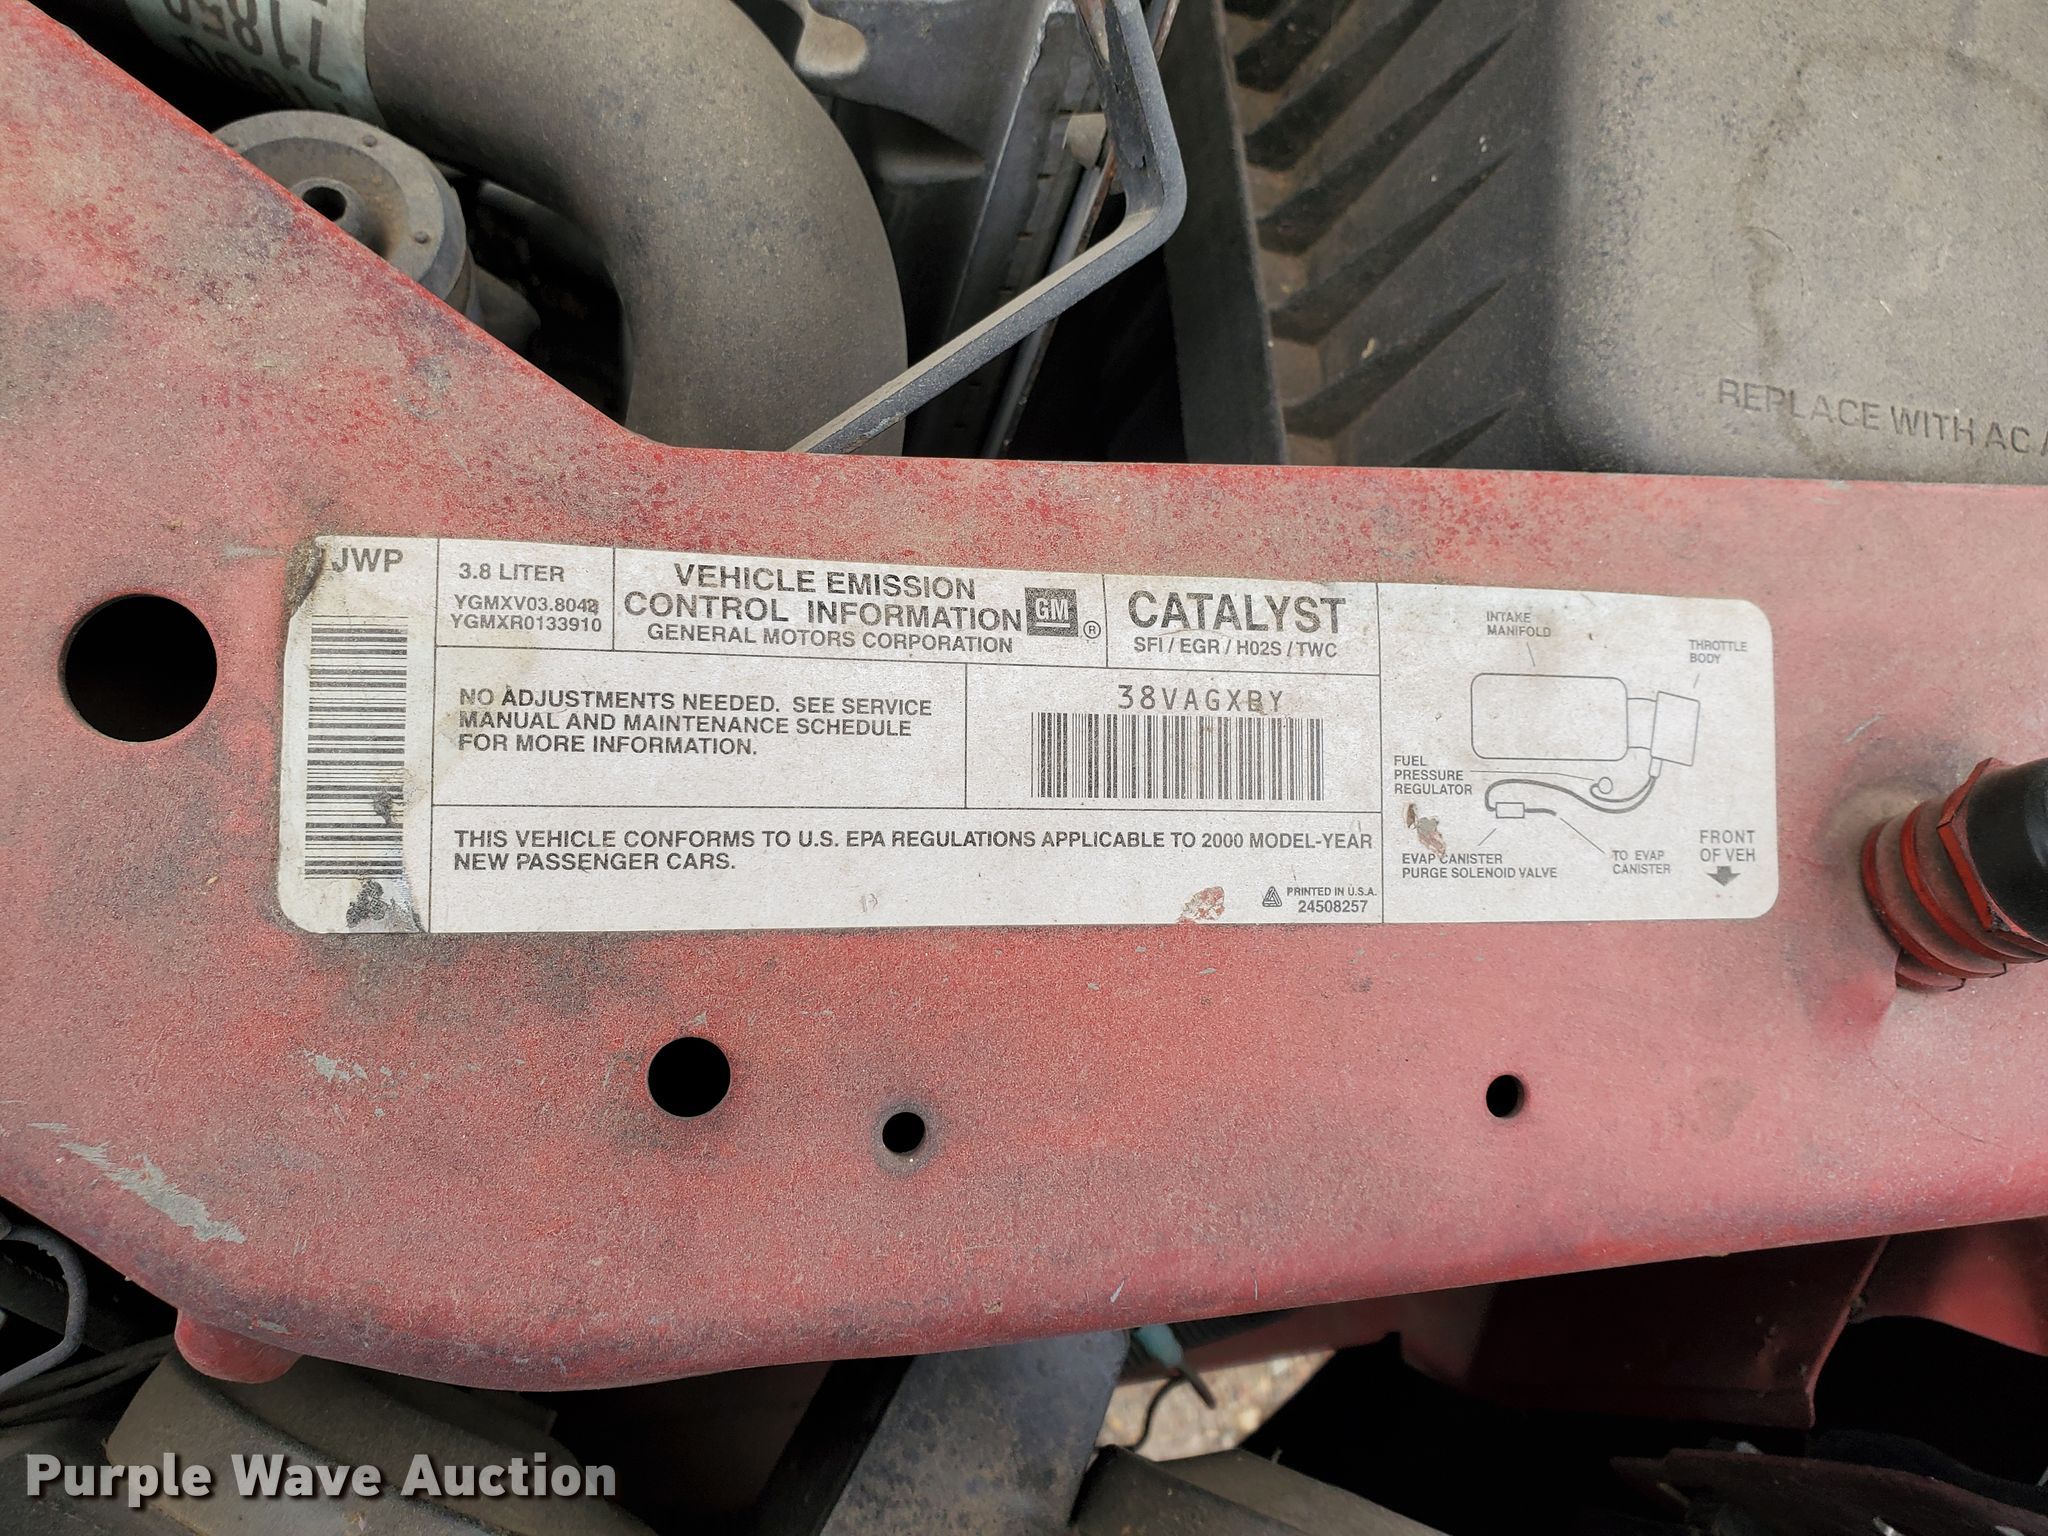 7185
REPLACE WITH AC
JWP
3.8 LITER
YGMXV03.8042
YGMXR0133910
VEHICLE EMISSION
CONTROL INFORMATION
GENERAL MOTORS CORPORATION
GM ®
CATALYST
SFI / EGR / H02S / TWC
NO ADJUSTMENTS NEEDED. SEE SERVICE
MANUAL AND MAINTENANCE SCHEDULE
FOR MORE INFORMATION.
38VAGXBY
THIS VEHICLE CONFORMS TO U.S. EPA REGULATIONS APPLICABLE TO 2000 MODEL-YEAR
NEW PASSENGER CARS.
PRINTED IN U.S.A.
24508257
INTAKE
MANIFOLD
THROTTLE
BODY
FUEL
PRESSURE
REGULATOR
EVAP CANISTER
PURGE SOLENOID VALVE
TO EVAP
CANISTER
FRONT
OF VEH
Purple Wave Auction